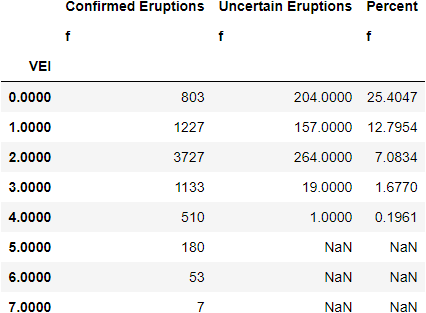 Confirmed Eruptions Uncertain Eruptions Percent
f f f
VEI
0.0000 803 204.0000 25.4047
1.0000 1227 157.0000 12.7954
2.0000 3727 264.0000 7.0834
3.0000 1133 19.0000 1.6770
4.0000 510 1.0000 0.1961
5.0000 180 NaN NaN
6.0000 53 NaN NaN
7.0000 7 NaN NaN